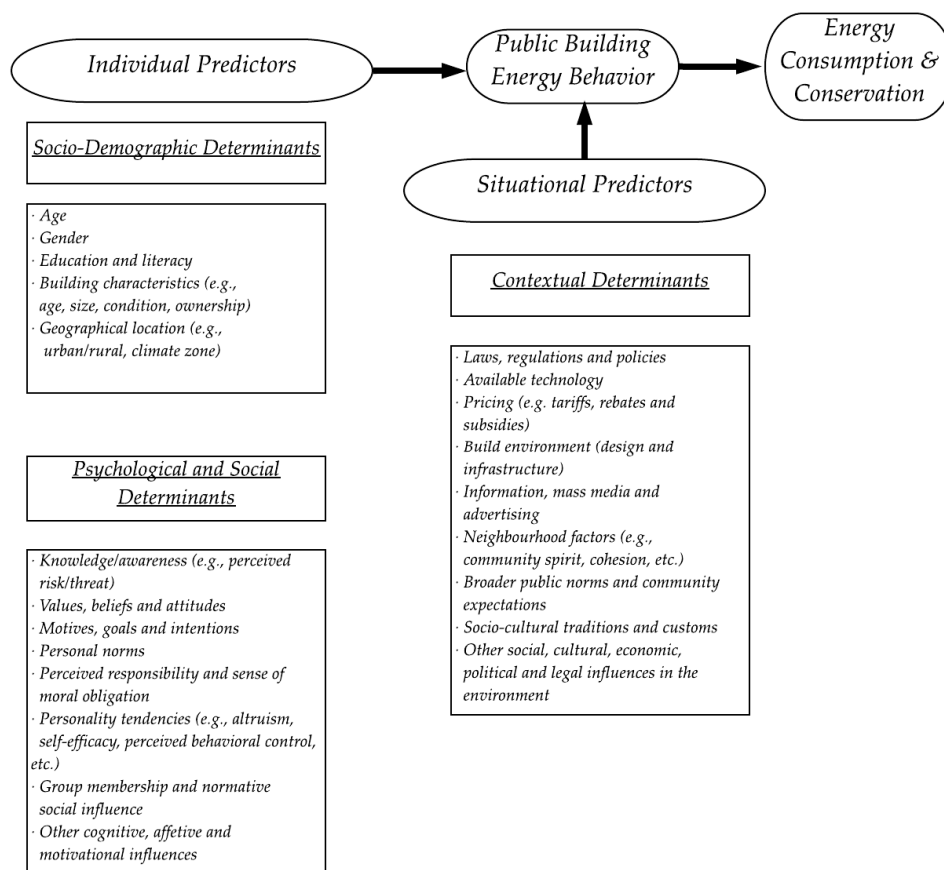 Individual Predictors
Public Building
Energy Behavior
Energy
Consumption &
Conservation
Socio-Demographic Determinants
· Age
· Gender
· Education and literacy
· Building characteristics (e.g.,
age, size, condition, ownership)
· Geographical location (e.g.,
urban/rural, climate zone)
Psychological and Social
Determinants
· Knowledge/awareness (e.g., perceived
risk/threat)
· Values, beliefs and attitudes
· Motives, goals and intentions
· Personal norms
· Perceived responsibility and sense of
moral obligation
· Personality tendencies (e.g., altruism,
self-efficacy, perceived behavioral control,
etc.)
· Group membership and normative
social influence
· Other cognitive, affetive and
motivational influences
Situational Predictors
Contextual Determinants
· Laws, regulations and policies
· Available technology
· Pricing (e.g. tariffs, rebates and
subsidies)
· Build environment (design and
infrastructure)
· Information, mass media and
advertising
· Neighbourhood factors (e.g.,
community spirit, cohesion, etc.)
· Broader public norms and community
expectations
· Socio-cultural traditions and customs
· Other social, cultural, economic,
political and legal influences in the
environment